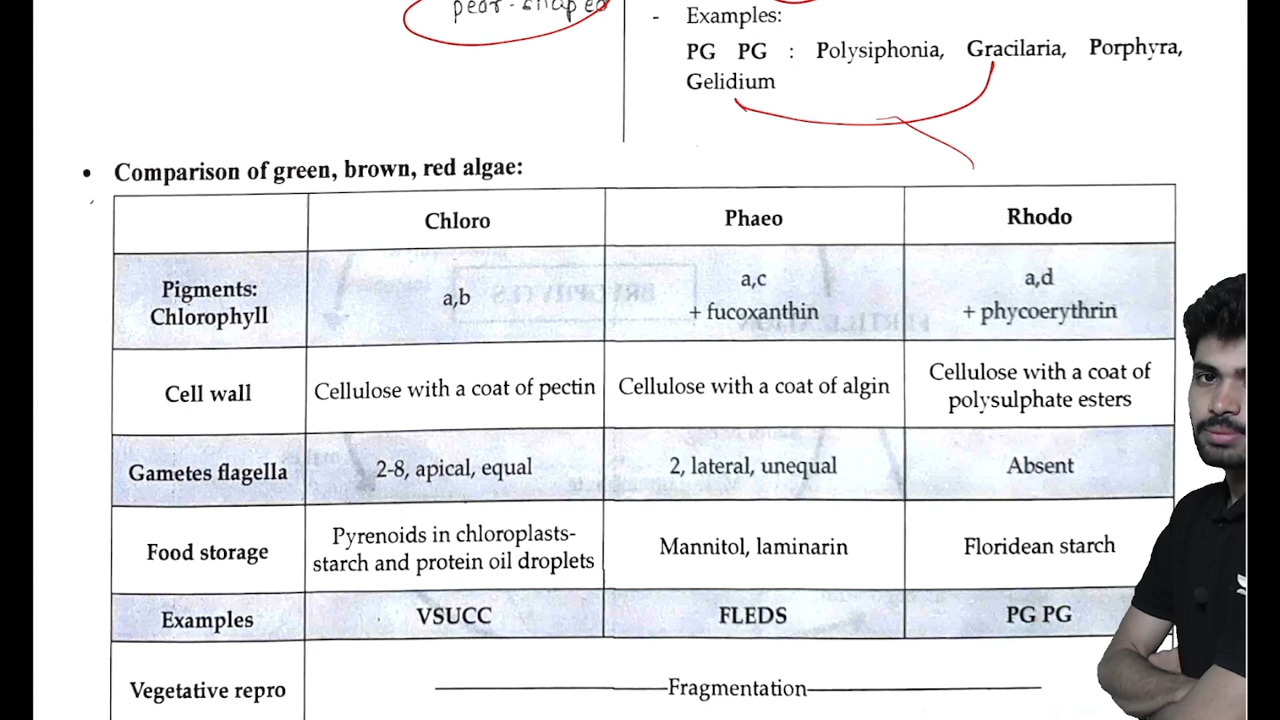 pear-shaped
- Examples:
PG PG : Polysiphonia, Gracilaria, Porphyra,
Gelidium
• Comparison of green, brown, red algae:
Chloro Phaeo Rhodo
Pigments: Chlorophyll
a,b
a,c
+ fucoxanthin
a,d
+ phycoerythrin
Cell wall
Cellulose with a coat of pectin
Cellulose with a coat of algin
Cellulose with a coat of
polysulphate esters
Gametes flagella
2-8, apical, equal
2, lateral, unequal
Absent
Food storage
Pyrenoids in chloroplasts-
starch and protein oil droplets
Mannitol, laminarin
Floridean starch
Examples
VSUCC
FLEDS
PG PG
Vegetative repro
Fragmentation